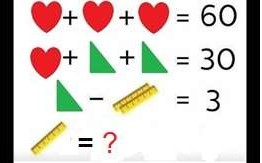 + + = 60
+ + = 30
- = 3
= ?